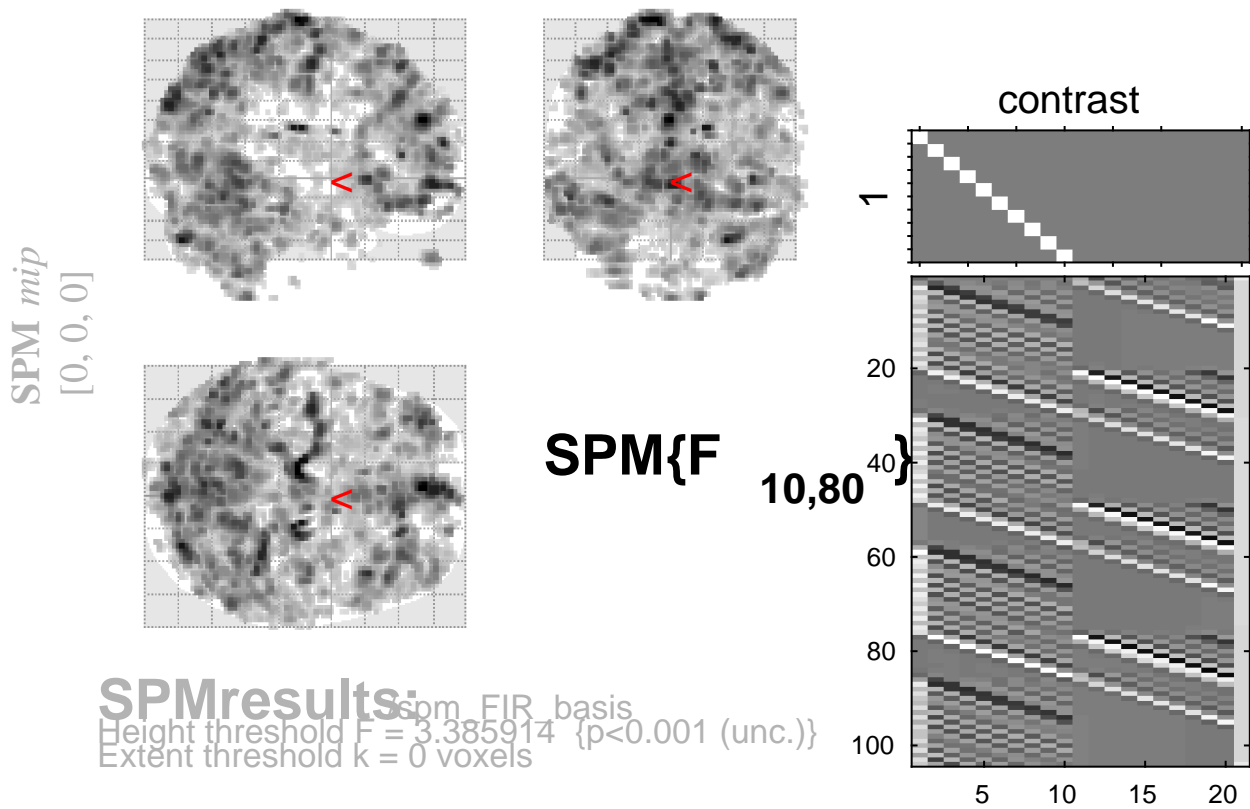 SPM mip
[0, 0, 0]
<
<
<
SPM{F 10,80 }
contrast
1
20
40
60
80
100
5 10 15 20
SPMresults: spm_FIR_basis
Height threshold F = 3.385914 {p<0.001 (unc.)}
Extent threshold k = 0 voxels